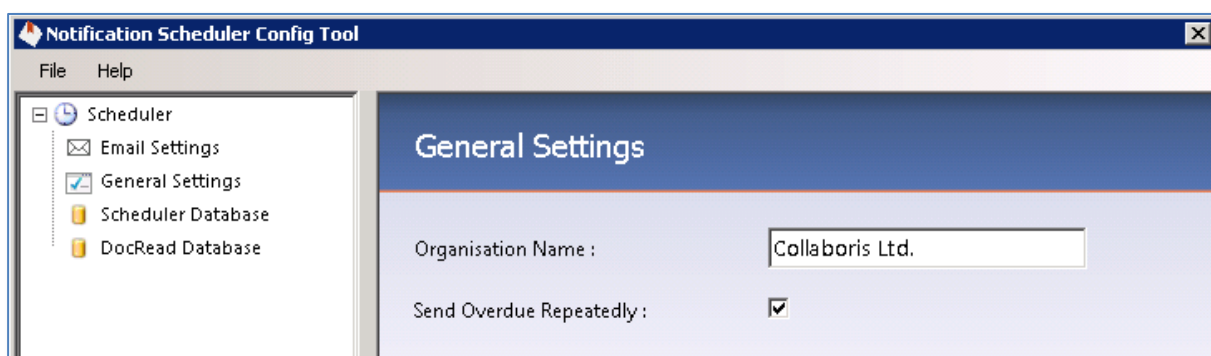 Notification Scheduler Config Tool
File Help
Scheduler
Email Settings
General Settings
Scheduler Database
DocRead Database
General Settings
Organisation Name :
Collaboris Ltd.
Send Overdue Repeatedly :